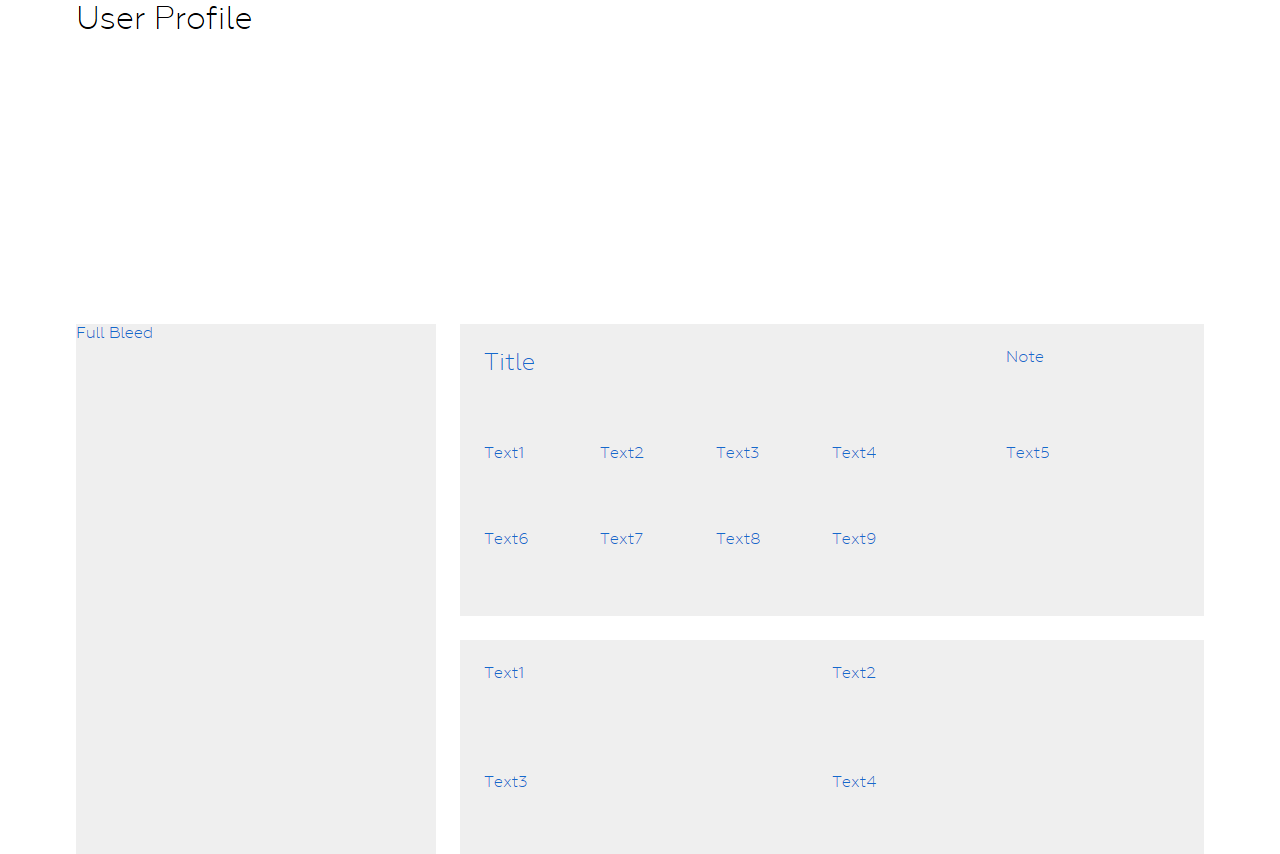 User Profile
Full Bleed
Title
Note
Text1 Text2 Text3 Text4 Text5
Text6 Text7 Text8 Text9
Text1 Text2
Text3 Text4